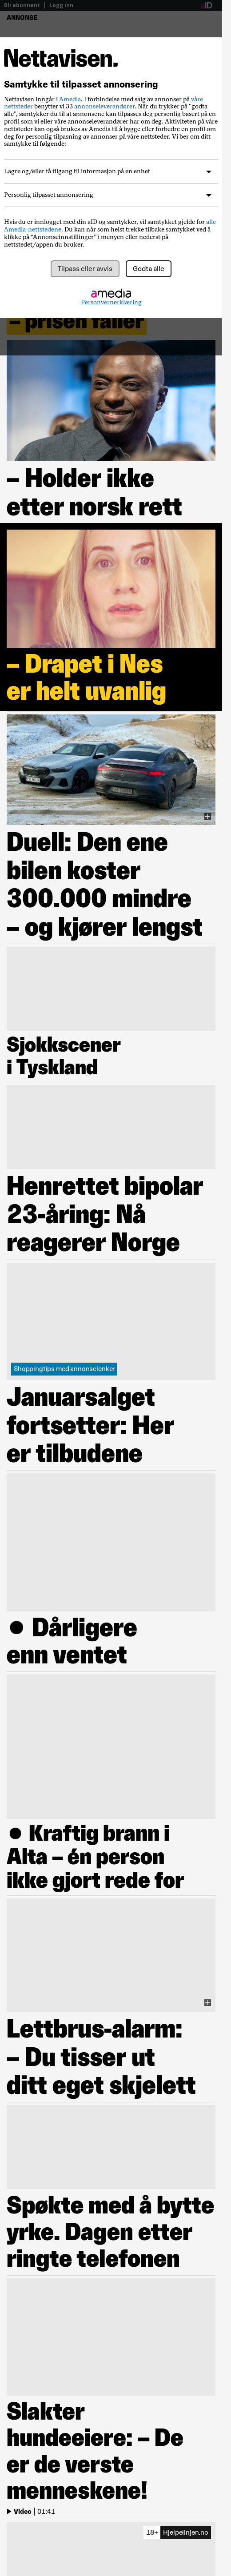 Bli abonnent | Logg inn
aID
ANNONSE
Nettavisen.
Samtykke til tilpasset annonsering
Nettavisen inngår i Amedia. I forbindelse med salg av annonser på våre
nettsteder benytter vi 33 annonseleverandører. Når du trykker på "godta
alle", samtykker du til at annonsene kan tilpasses deg personlig basert på en
profil som vi eller våre annonseleverandører har om deg. Aktiviteten på våre
nettsteder kan også brukes av Amedia til å bygge eller forbedre en profil om
deg for personlig tilpasning av annonser på våre nettsteder. Vi ber om ditt
samtykke til følgende:
Lagre og/eller få tilgang til informasjon på en enhet
Personlig tilpasset annonsering
Hvis du er innlogget med din aID og samtykker, vil samtykket gjelde for alle
Amedia-nettstedene. Du kan når som helst trekke tilbake samtykket ved å
klikke på “Annonseinnstillinger” i menyen eller nederst på
nettstedet/appen du bruker.
Tilpass eller avvis
Godta alle
amedia
Personvernerklæring
– prisen faller
– Holder ikke
etter norsk rett
– Drapet i Nes
er helt uvanlig
Duell: Den ene
bilen koster
300.000 mindre
– og kjører lengst
Sjokkscener
i Tyskland
Henrettet bipolar
23-åring: Nå
reagerer Norge
Shoppingtips med annonselenker
Januarsalget
fortsetter: Her
er tilbudene
● Dårligere
enn ventet
● Kraftig brann i
Alta – én person
ikke gjort rede for
Lettbrus-alarm:
– Du tisser ut
ditt eget skjelett
Spøkte med å bytte
yrke. Dagen etter
ringte telefonen
Slakter
hundeeiere: – De
er de verste
menneskene!
Video | 01:41
18+ Hjelpelinjen.no